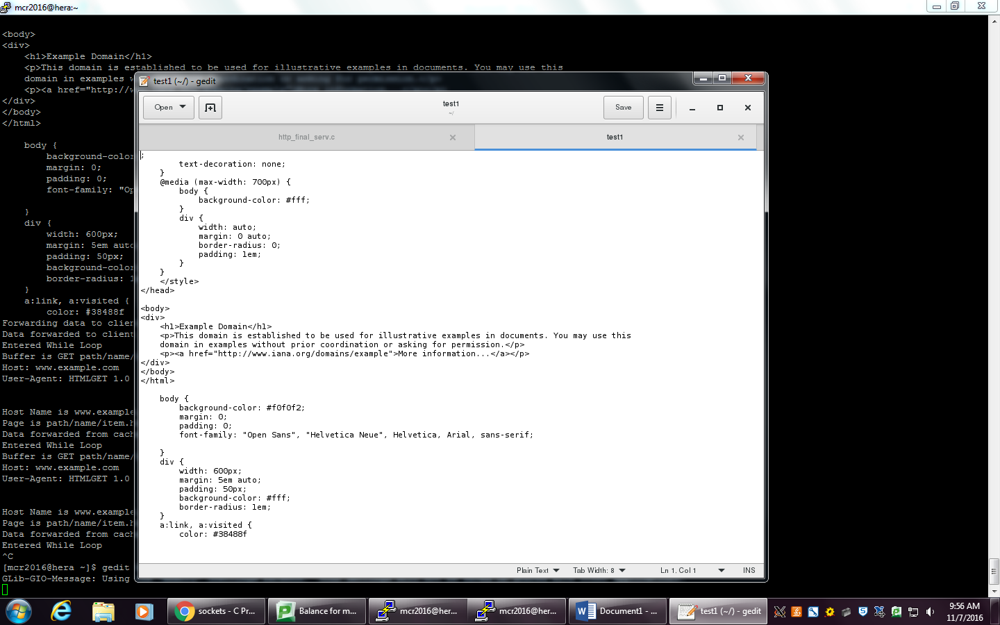 mcr2016@hera:~
<body>
<div>
<h1>Example Domain</h1>
<p>This domain is established to be used for illustrative examples in documents. You may use this
domain in examples
<p><a href="http://
</div>
</body>
</html>
body {
background-color
margin: 0;
padding: 0;
font-family: "Op
}
div {
width: 600px;
margin: 5em auto
padding: 50px;
background-color
border-radius: 1
}
a:link, a:visited {
color: #38488f
Forwarding data to clien
Data forwarded to client
Entered While Loop
Buffer is GET path/name/
Host: www.example.com
User-Agent: HTMLGET 1.0
Host Name is www.example
Page is path/name/item.h
Data forwarded from cach
Entered While Loop
Buffer is GET path/name/
Host: www.example.com
User-Agent: HTMLGET 1.0
Host Name is www.example
Page is path/name/item.h
Data forwarded from cach
Entered While Loop
^C
[mcr2016@hera ~]$ gedit
GLib-GIO-Message: Using
test1 (~/) - gedit
Open
test1
~/
Save
http_final_serv.c
test1
;
text-decoration: none;
}
@media (max-width: 700px) {
body {
background-color: #fff;
}
div {
width: auto;
margin: 0 auto;
border-radius: 0;
padding: 1em;
}
}
</style>
</head>
<body>
<div>
<h1>Example Domain</h1>
<p>This domain is established to be used for illustrative examples in documents. You may use this
domain in examples without prior coordination or asking for permission.</p>
<p><a href="http://www.iana.org/domains/example">More information...</a></p>
</div>
</body>
</html>
body {
background-color: #f0f0f2;
margin: 0;
padding: 0;
font-family: "Open Sans", "Helvetica Neue", Helvetica, Arial, sans-serif;
}
div {
width: 600px;
margin: 5em auto;
padding: 50px;
background-color: #fff;
border-radius: 1em;
}
a:link, a:visited {
color: #38488f
Plain Text Tab Width: 8 Ln 1, Col 1 INS
sockets - C Pr...
Balance for m...
mcr2016@her...
mcr2016@her...
Document1 - ...
test1 (~/) - gedit
9:56 AM
11/7/2016